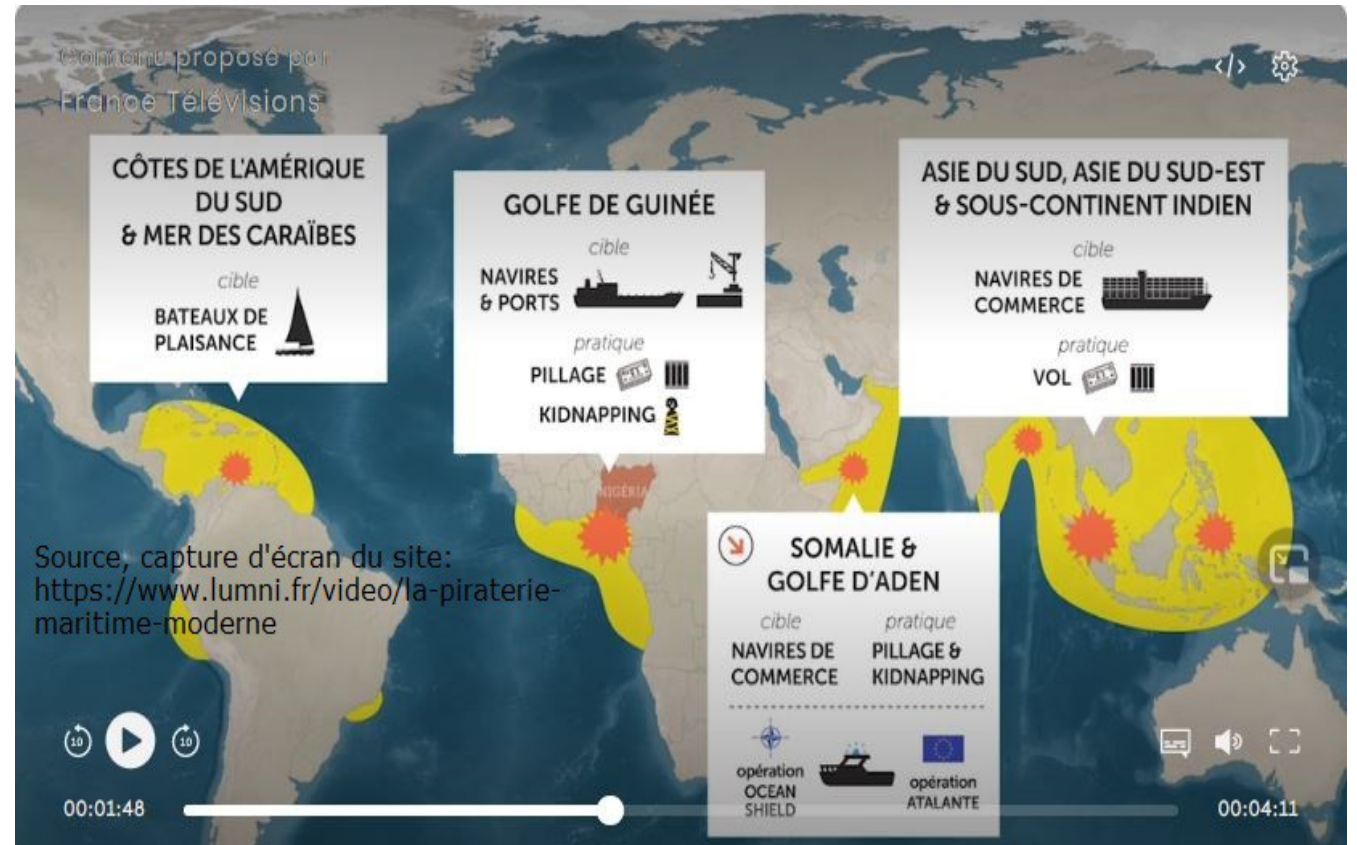 Contenu proposé par
France Télévisions
</>
CÔTES DE L'AMÉRIQUE
DU SUD
& MER DES CARAÏBES
cible
BATEAUX DE
PLAISANCE
GOLFE DE GUINÉE
cible
NAVIRES
& PORTS
pratique
PILLAGE
KIDNAPPING
ASIE DU SUD, ASIE DU SUD-EST
& SOUS-CONTINENT INDIEN
cible
NAVIRES DE
COMMERCE
pratique
VOL
NIGÉRIA
SOMALIE &
GOLFE D'ADEN
cible
pratique
NAVIRES DE
COMMERCE
PILLAGE &
KIDNAPPING
opération
OCEAN
SHIELD
opération
ATALANTE
Source, capture d'écran du site:
https://www.lumni.fr/video/la-piraterie-
maritime-moderne
10
10
00:01:48
00:04:11